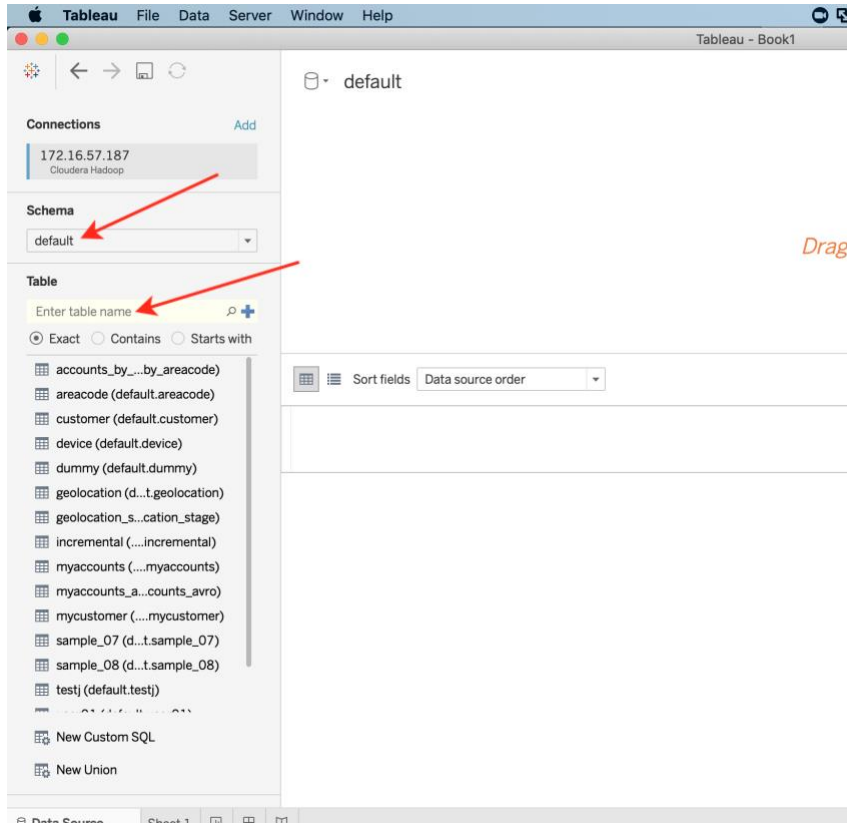 Tableau File Data Server Window Help
Tableau - Book1
default
Connections Add
172.16.57.187
Cloudera Hadoop
Schema
default
Drag
Table
Enter table name
Exact Contains Starts with
accounts_by_...by_areacode)
areacode (default.areacode)
Sort fields Data source order
customer (default.customer)
device (default.device)
dummy (default.dummy)
geolocation (d...t.geolocation)
geolocation_s...cation_stage)
incremental (....incremental)
myaccounts (....myaccounts)
myaccounts_a...counts_avro)
mycustomer (....mycustomer)
sample_07 (d...t.sample_07)
sample_08 (d...t.sample_08)
testj (default.testj)
New Custom SQL
New Union
Data Source Sheet 1